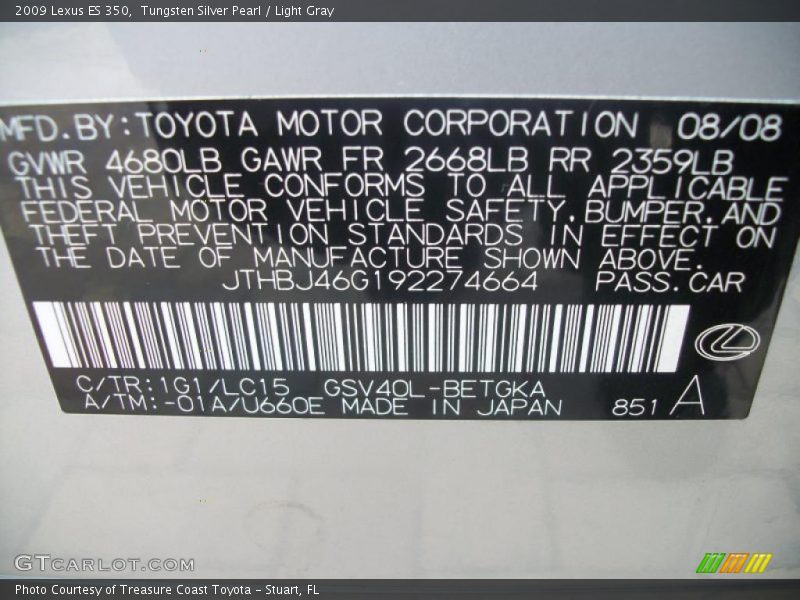 2009 Lexus ES 350,  Tungsten Silver Pearl / Light Gray
MFD.BY:TOYOTA MOTOR CORPORATION 08/08
GVWR 4680LB GAWR FR 2668LB RR 2359LB
THIS VEHICLE CONFORMS TO ALL APPLICABLE
FEDERAL MOTOR VEHICLE SAFETY.BUMPER.AND
THEFT PREVENTION STANDARDS IN EFFECT ON
THE DATE OF MANUFACTURE SHOWN ABOVE.
JTHBJ46G192274664 PASS.CAR
C/TR:1G1/LC15 GSV40L-BETGKA
A/TM:-01A/U660E MADE IN JAPAN 851 A
GTCARLOT.COM
Photo Courtesy of Treasure Coast Toyota - Stuart, FL